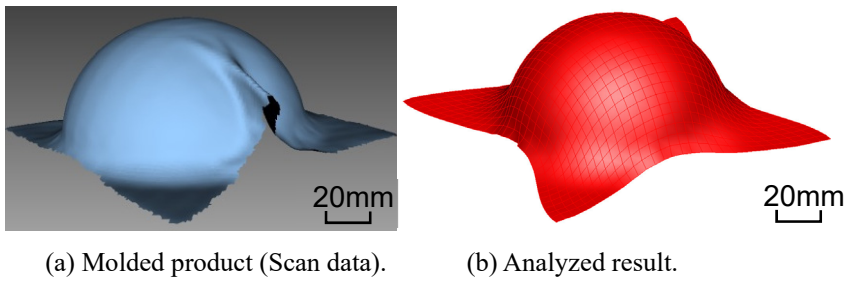 20mm
20mm
(a) Molded product (Scan data).
(b) Analyzed result.